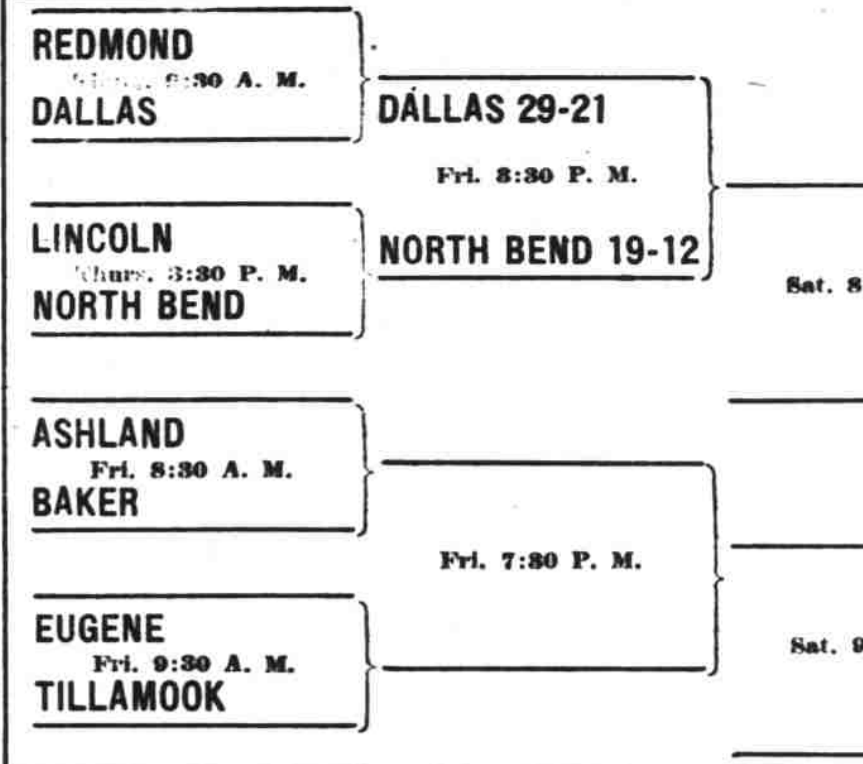 REDMOND
:30 A. M.
DALLAS
DALLAS 29-21
Fri. 8:30 P. M.
LINCOLN
Thurs. 3:30 P. M.
NORTH BEND
NORTH BEND 19-12
Sat. 8
ASHLAND
Fri. 8:30 A. M.
BAKER
Fri. 7:30 P. M.
EUGENE
Fri. 9:30 A. M.
TILLAMOOK
Sat. 9